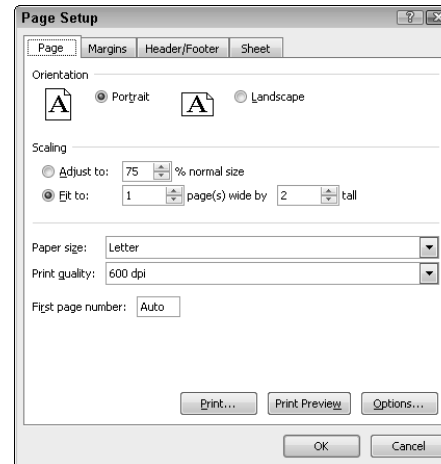 Page Setup
Page Margins Header/Footer Sheet
Orientation
A Portrait A Landscape
Scaling
Adjust to: 75 % normal size
Fit to: 1 page(s) wide by 2 tall
Paper size: Letter
Print quality: 600 dpi
First page number: Auto
Print... Print Preview Options...
OK Cancel